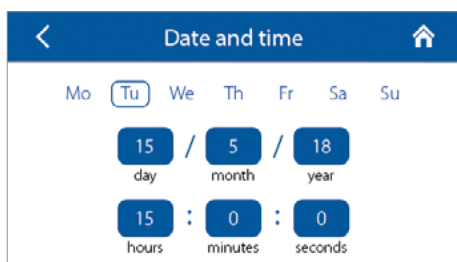 Date and time
Mo Tu We Th Fr Sa Su
15 / 5 / 18
day month year
15 : 0 : 0
hours minutes seconds